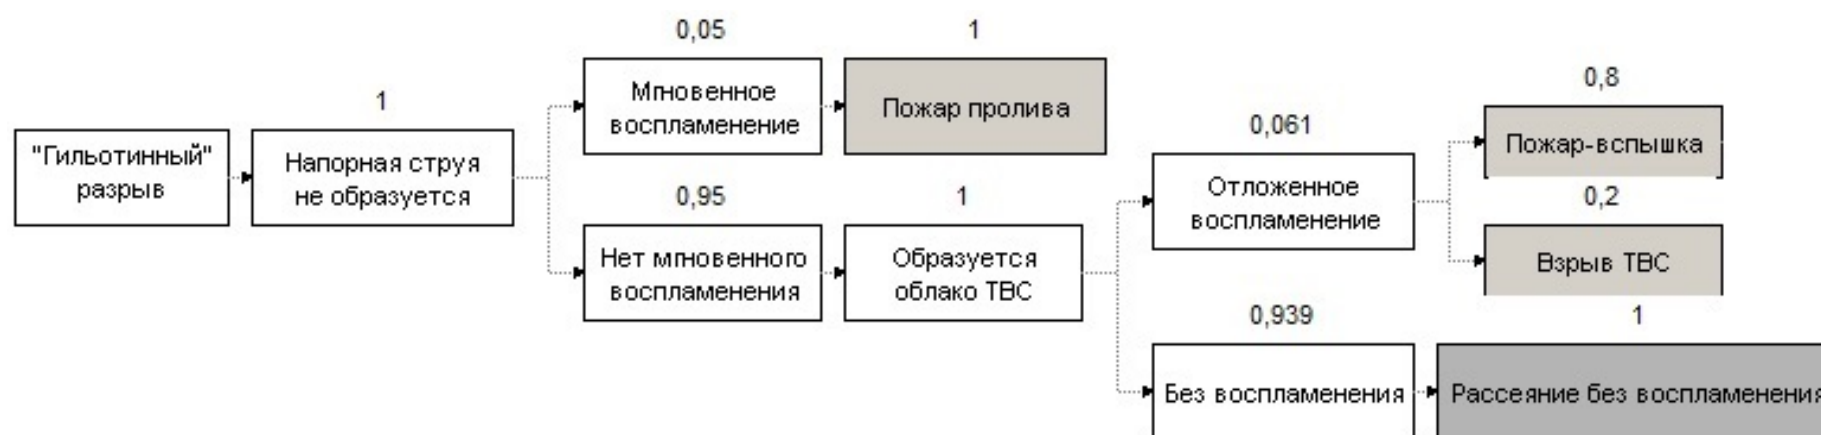 0,05
1
Мгновенное
воспламенение
Пожар пролива
1
"Гильотинный"
разрыв
Напорная струя
не образуется
0,95
1
Нет мгновенного
воспламенения
Образуется
облако ТВС
0,061
Отложенное
воспламенение
0,8
Пожар-вспышка
0,2
Взрыв ТВС
0,939
1
Без воспламенения
Рассеяние без воспламенения